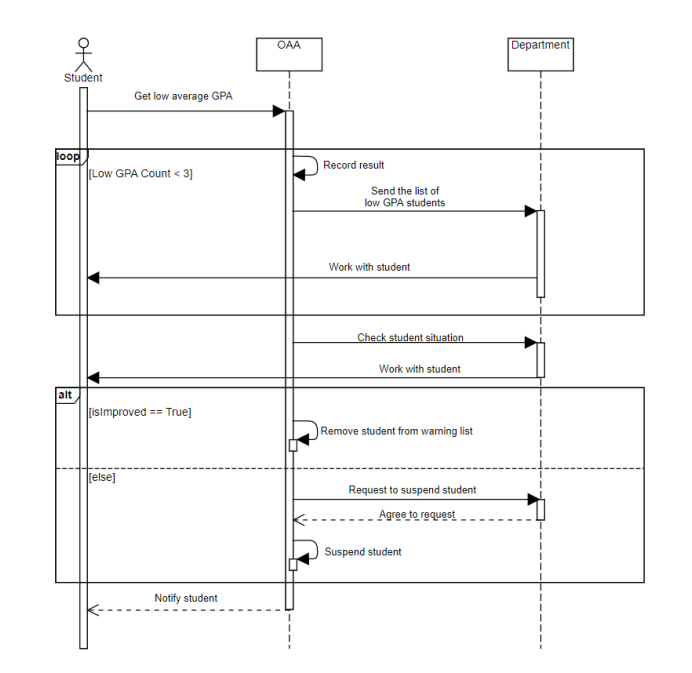 OAA
Department
Student
Get low average GPA
loop
Record result
[Low GPA Count < 3]
Send the list of
low GPA students
Work with student
Check student situation
Work with student
alt
[isImproved == True]
Remove student from warning list
[else]
Request to suspend student
Agree to request
Suspend student
Notify student